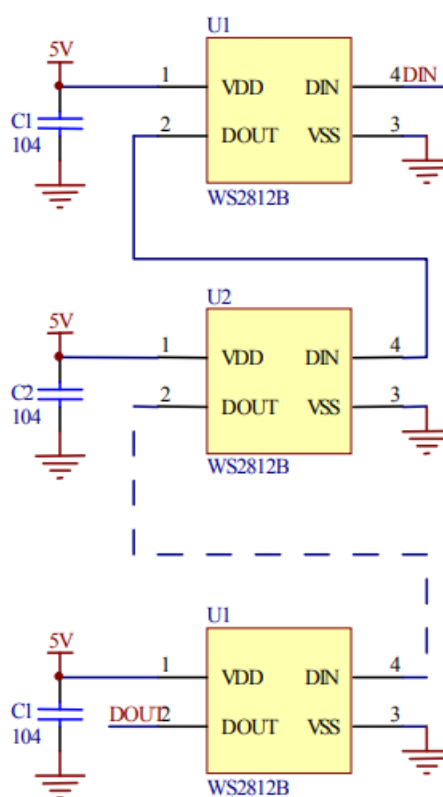 U1
5V
1 VDD DIN 4 DIN
C1
104
2 DOUT VSS 3
WS2812B
U2
5V
1 VDD DIN 4
C2
104
2 DOUT VSS 3
WS2812B
U1
5V
1 VDD DIN 4
C1
104
DOUT 2 DOUT VSS 3
WS2812B